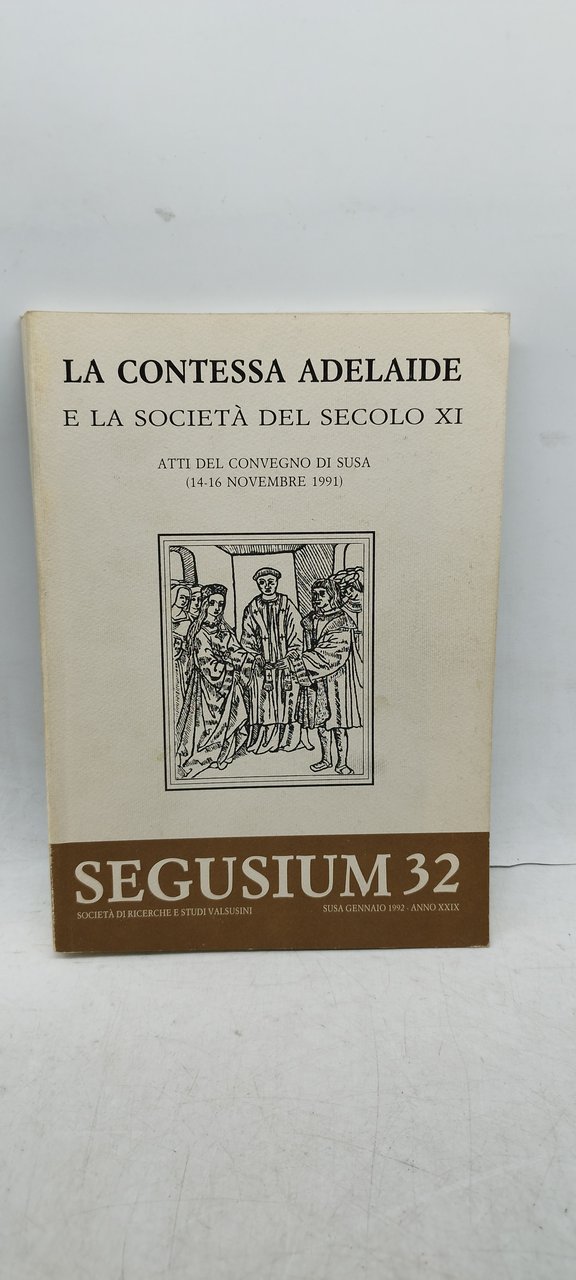 LA CONTESSA ADELAIDE
E LA SOCIETÀ DEL SECOLO XI
ATTI DEL CONVEGNO DI SUSA
(14-16 NOVEMBRE 1991)
SEGUSIUM 32
SOCIETÀ DI RICERCHE E STUDI VALSUSINI
SUSA GENNAIO 1992 - ANNO XXIX